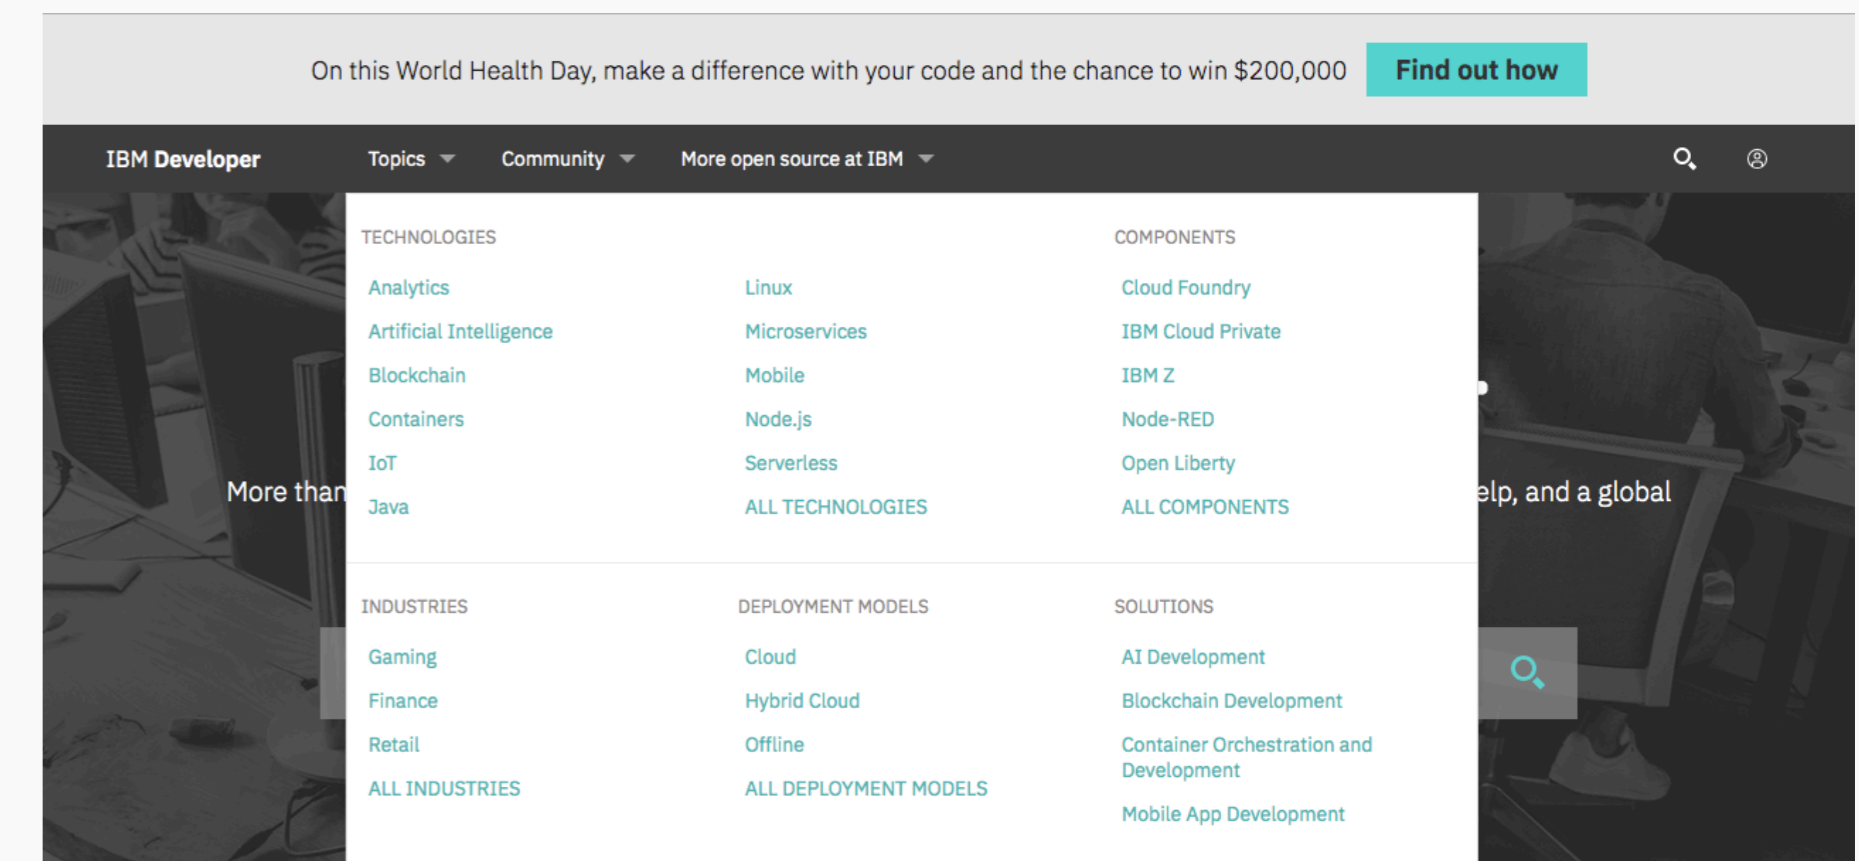 On this World Health Day, make a difference with your code and the chance to win $200,000 Find out how
IBM Developer Topics Community More open source at IBM
TECHNOLOGIES
Analytics
Artificial Intelligence
Blockchain
Containers
IoT
Java
Linux
Microservices
Mobile
Node.js
Serverless
ALL TECHNOLOGIES
COMPONENTS
Cloud Foundry
IBM Cloud Private
IBM Z
Node-RED
Open Liberty
ALL COMPONENTS
More than
elp, and a global
INDUSTRIES
Gaming
Finance
Retail
ALL INDUSTRIES
DEPLOYMENT MODELS
Cloud
Hybrid Cloud
Offline
ALL DEPLOYMENT MODELS
SOLUTIONS
AI Development
Blockchain Development
Container Orchestration and
Development
Mobile App Development